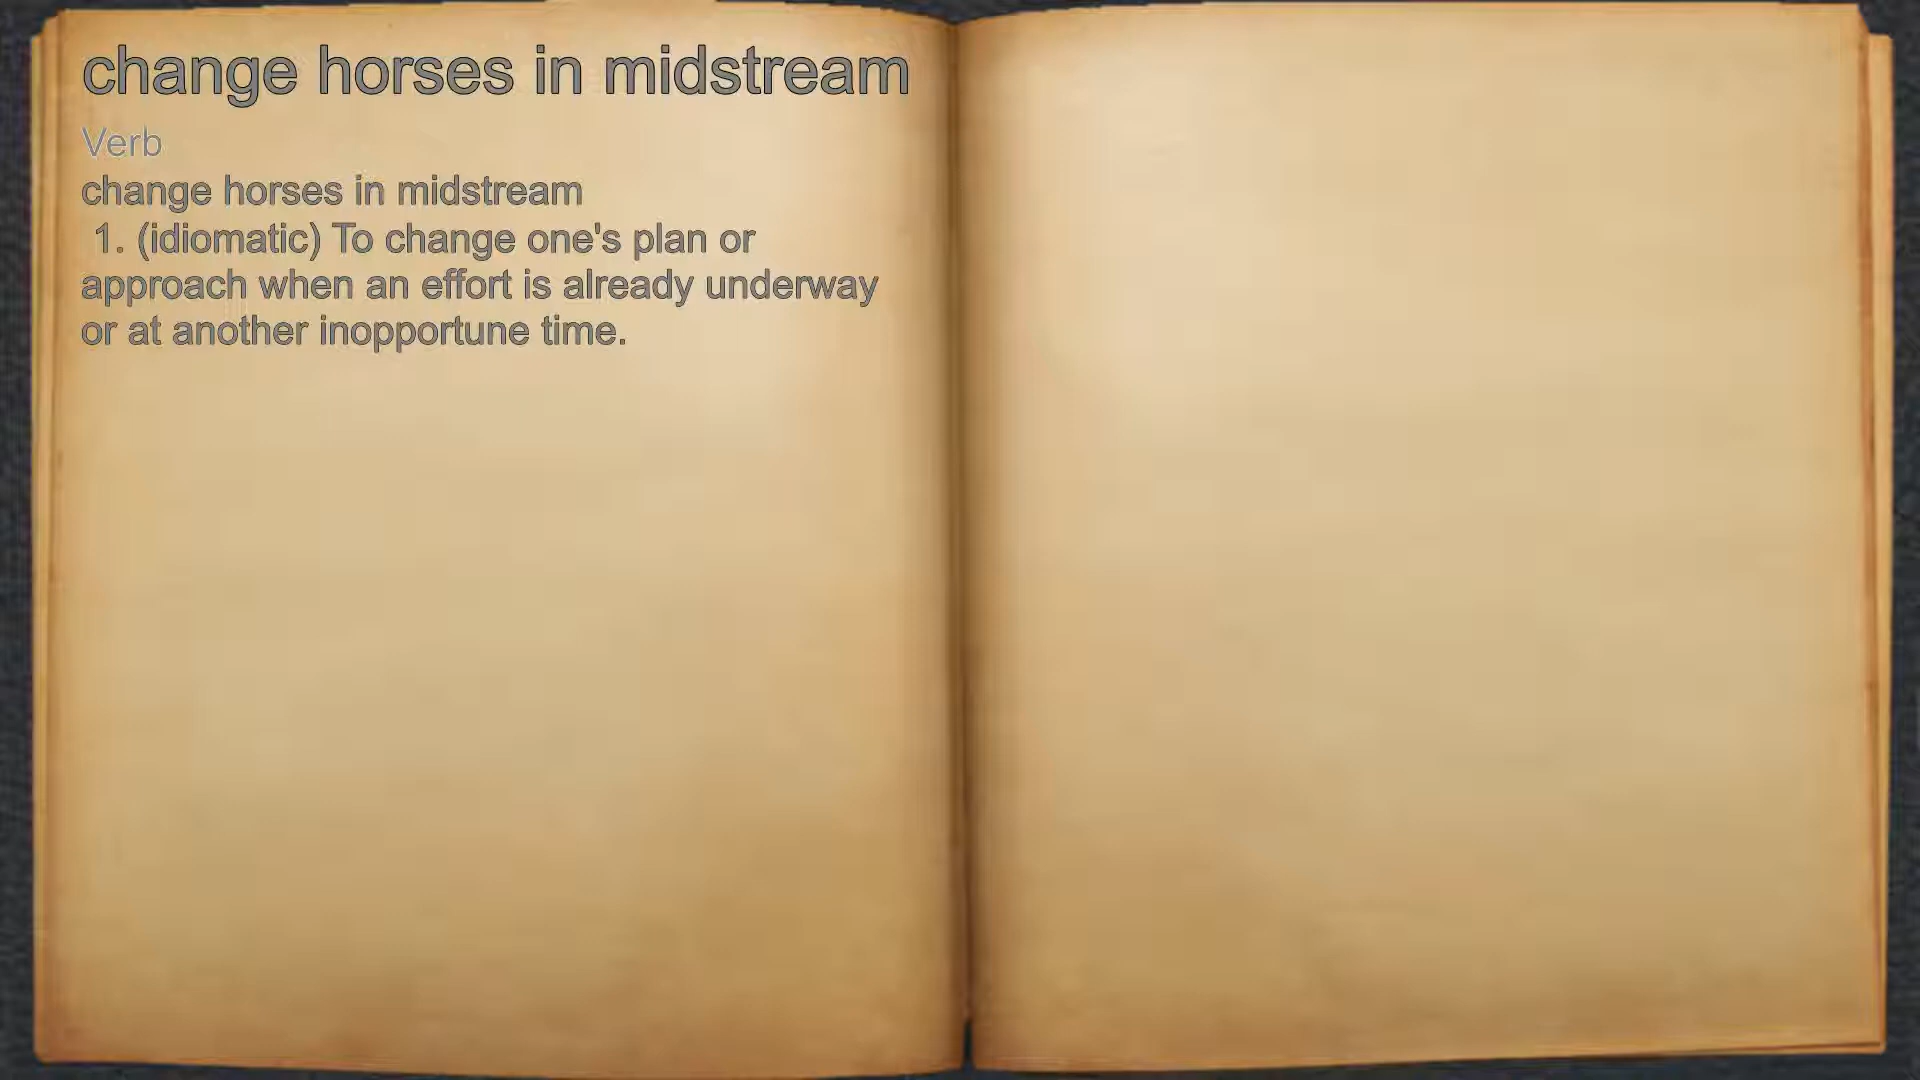 change horses in midstream
Verb
change horses in midstream
1. (idiomatic) To change one's plan or
approach when an effort is already underway
or at another inopportune time.